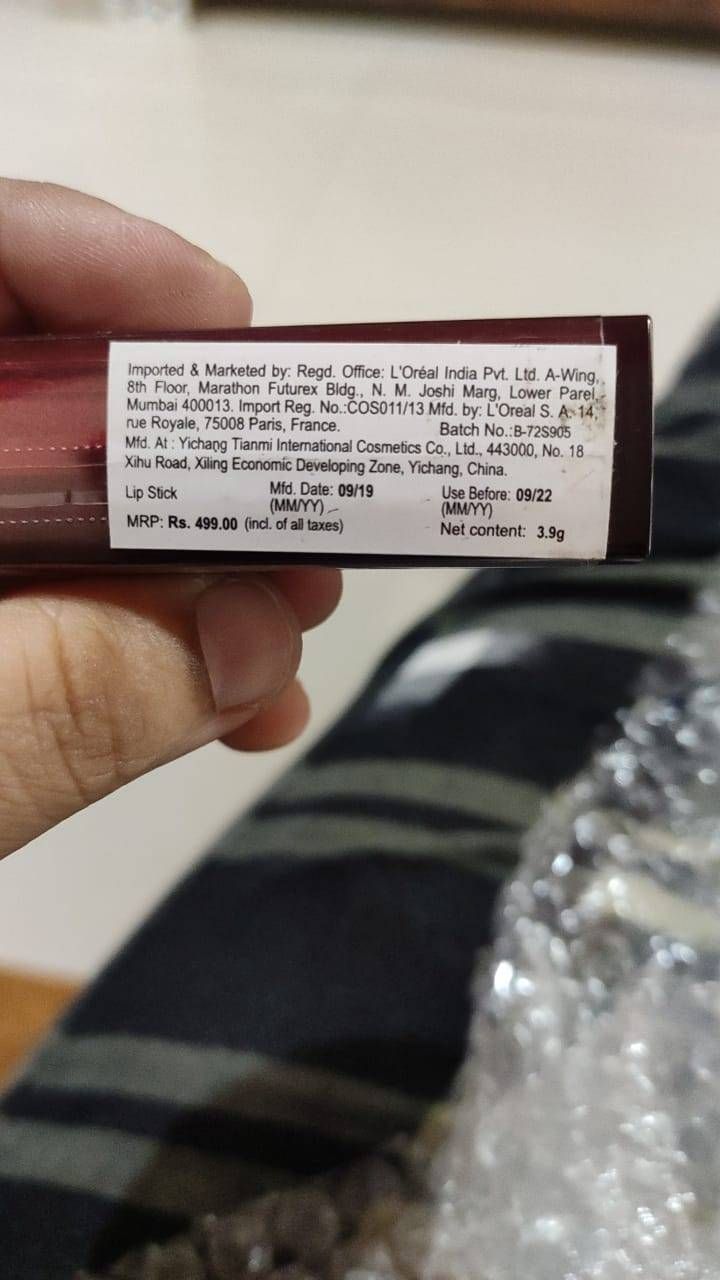 Imported & Marketed by: Regd. Office: L'Oréal India Pvt. Ltd. A-Wing,
8th Floor, Marathon Futurex Bldg., N. M. Joshi Marg, Lower Parel,
Mumbai 400013. Import Reg. No.:COS011/13 Mfd. by: L'Oreal S. A. 14,
rue Royale, 75008 Paris, France. Batch No.:B-72S905
Mfd. At : Yichang Tianmi International Cosmetics Co., Ltd., 443000, No. 18
Xihu Road, Xiling Economic Developing Zone, Yichang, China.
Lip Stick Mfd. Date: 09/19 Use Before: 09/22
(MM/YY) (MM/YY)
MRP: Rs. 499.00 (incl. of all taxes) Net content: 3.9g